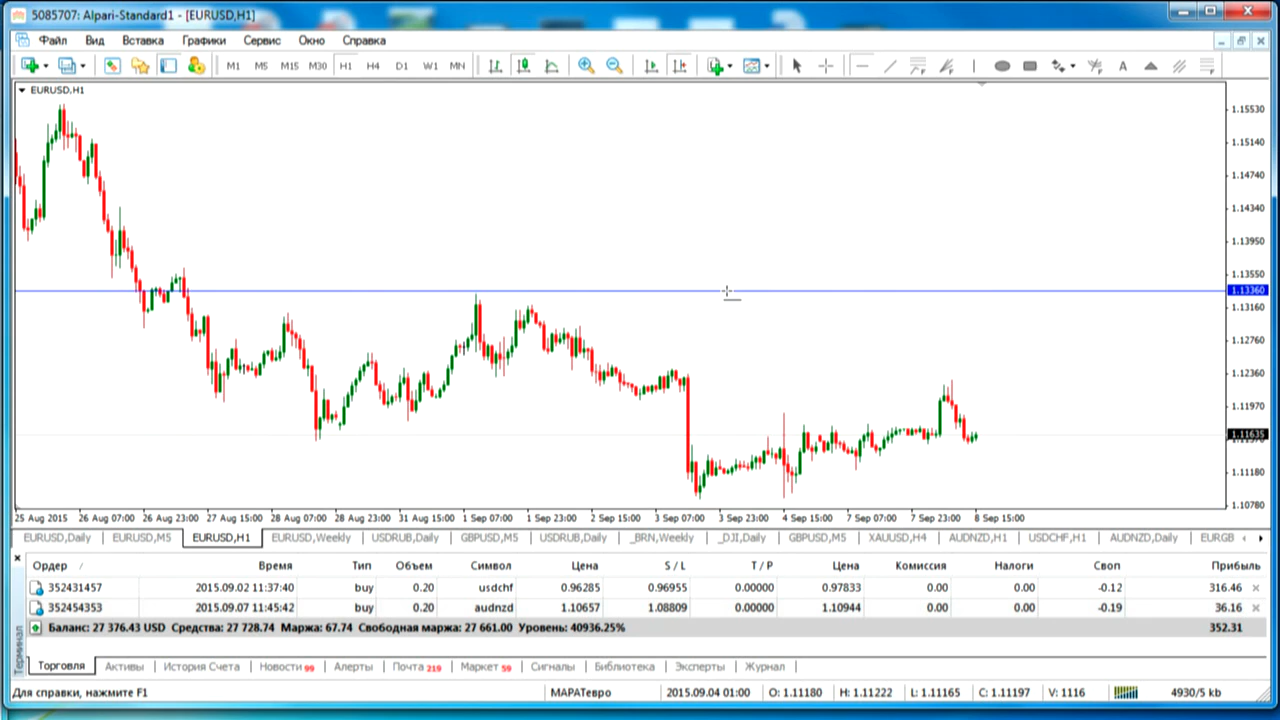 5085707: Alpari-Standard1 - [EURUSD,H1]
Файл Вид Вставка Графики Сервис Окно Справка
M1 M5 M15 M30 H1 H4 D1 W1 MN
A
EURUSD,H1
1.15530
1.15140
1.14740
1.14340
1.13950
1.13550
1.13360
1.13160
1.12760
1.12360
1.11970
1.11635
1.11180
1.10780
25 Aug 2015 26 Aug 07:00 26 Aug 23:00 27 Aug 15:00 28 Aug 07:00 28 Aug 23:00 31 Aug 15:00 1 Sep 07:00 1 Sep 23:00 2 Sep 15:00 3 Sep 07:00 3 Sep 23:00 4 Sep 15:00 7 Sep 07:00 7 Sep 23:00 8 Sep 15:00
EURUSD,Daily EURUSD,M5 EURUSD,H1 EURUSD,Weekly USDRUB,Daily GBPUSD,M5 USDRUB,Daily _BRN,Weekly _DJI,Daily GBPUSD,M5 XAUUSD,H4 AUDNZD,H1 USDCHF,H1 AUDNZD,Daily EURGB
Ордер Время Тип Объем Символ Цена S / L T / P Цена Комиссия Налоги Своп Прибыль
352431457 2015.09.02 11:37:40 buy 0.20 usdchf 0.96285 0.96955 0.00000 0.97833 0.00 0.00 -0.12 316.46
352454353 2015.09.07 11:45:42 buy 0.20 audnzd 1.10657 1.08809 0.00000 1.10944 0.00 0.00 -0.19 36.16
Баланс: 27 376.43 USD Средства: 27 728.74 Маржа: 67.74 Свободная маржа: 27 661.00 Уровень: 40936.25% 352.31
Терминал
Торговля Активы История Счета Новости 99 Алерты Почта 219 Маркет 59 Сигналы Библиотека Эксперты Журнал
Для справки, нажмите F1 МАРАТевро 2015.09.04 01:00 O: 1.11180 H: 1.11222 L: 1.11165 C: 1.11197 V: 1116 4930/5 kb